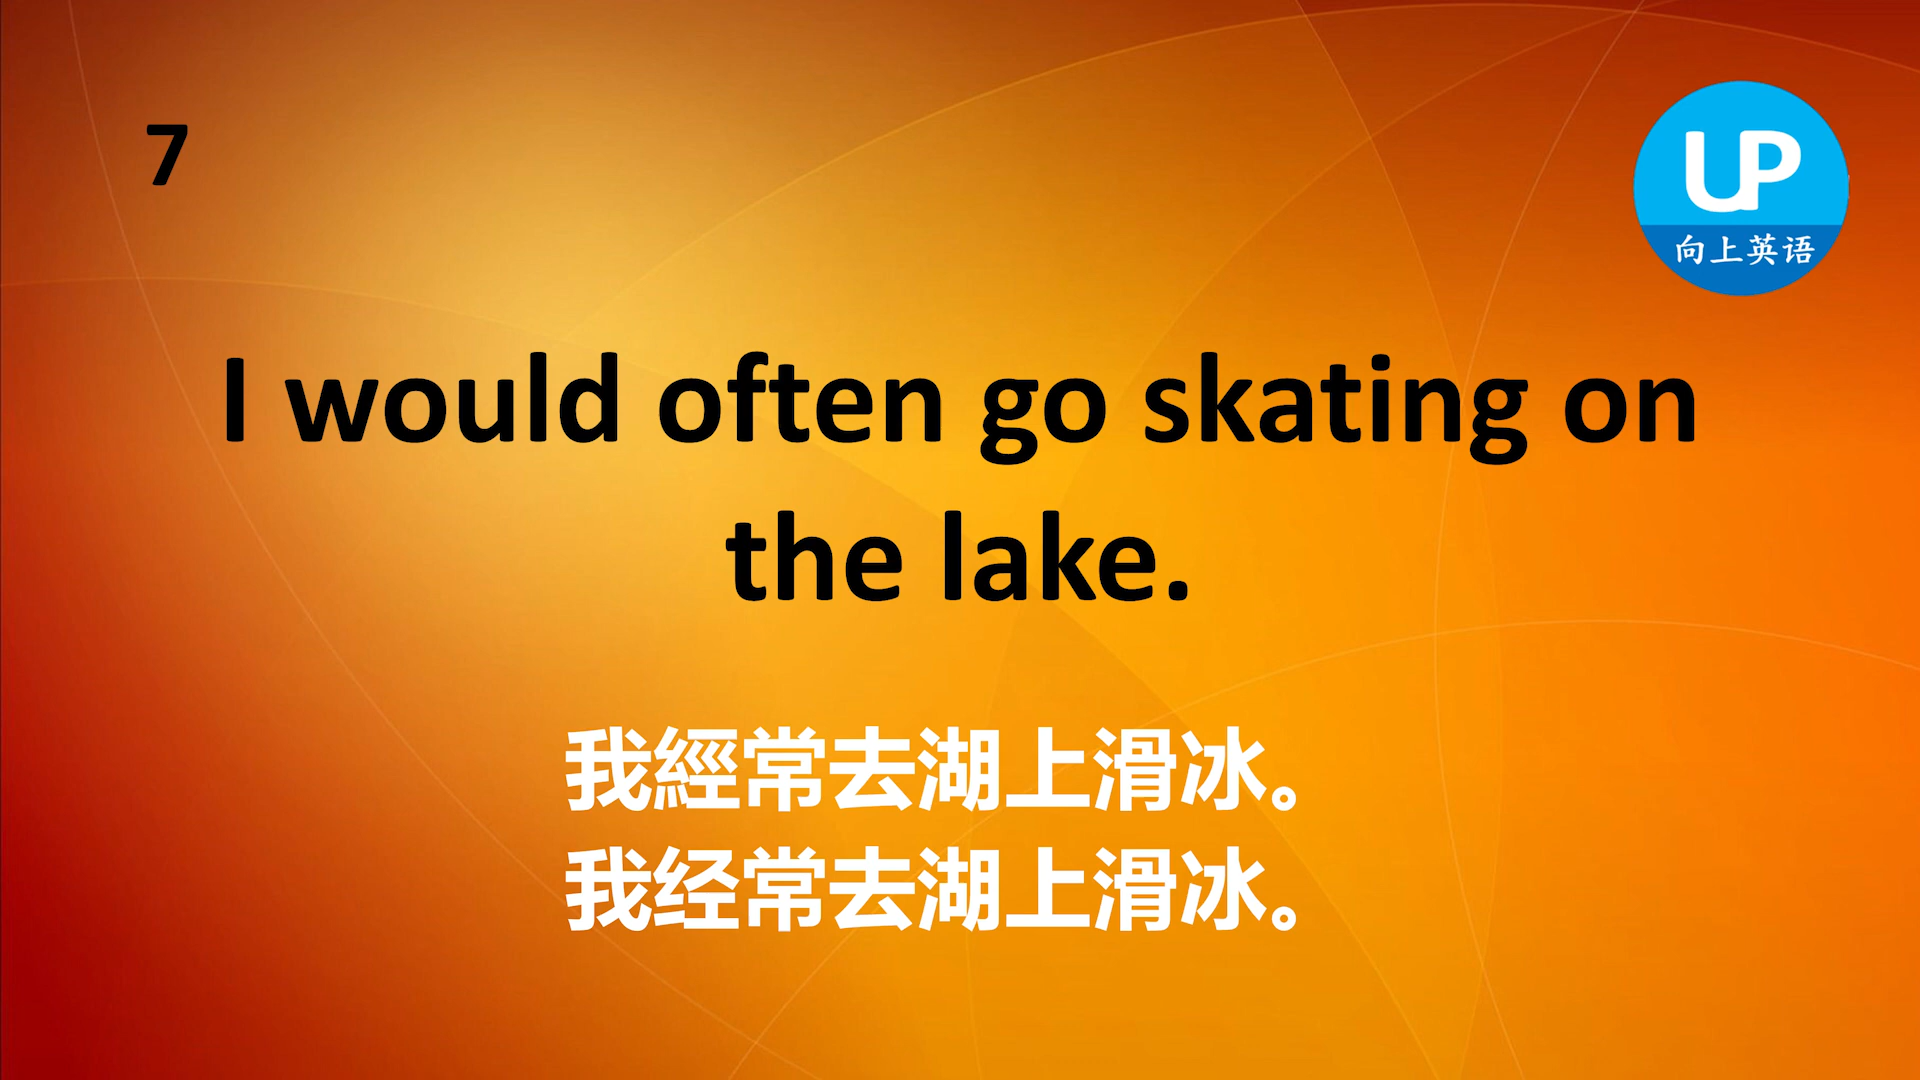 7
UP
向上英语
I would often go skating on
the lake.
我經常去湖上滑冰。
我经常去湖上滑冰。